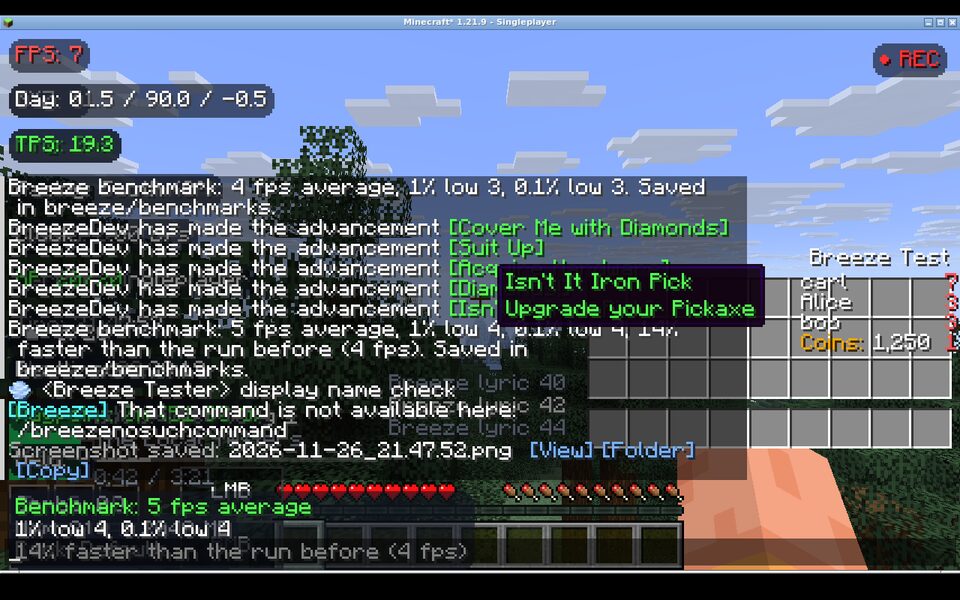 Minecraft* 1.21.9 - Singleplayer
FPS: 7
REC
Day: 01.5 / 90.0 / -0.5
TPS: 19.3
Breeze benchmark: 4 fps average, 1% low 3, 0.1% low 3. Saved
in breeze/benchmarks.
BreezeDev has made the advancement [Cover Me with Diamonds]
BreezeDev has made the advancement [Suit Up]
BreezeDev has made the advancement
BreezeDev has made the advancement
BreezeDev has made the advancement
Isn't It Iron Pick
Upgrade your Pickaxe
Breeze benchmark: 5 fps average, 1% low 4, 0.1% low 4, 14%
faster than the run before (4 fps). Saved in
breeze/benchmarks.
<Breeze Tester> display name check
[Breeze] That command is not available here:
/breezenosuchcommand
Screenshot saved: 2026-11-26_21.47.52.png [View] [Folder]
[Copy]
Breeze Test
carl
Alice
bob
Coins: 1,250
Breeze lyric 40
Breeze lyric 42
Breeze lyric 44
0:42 / 3:21
LMB
Benchmark: 5 fps average
1% low 4, 0.1% low 4
14% faster than the run before (4 fps)